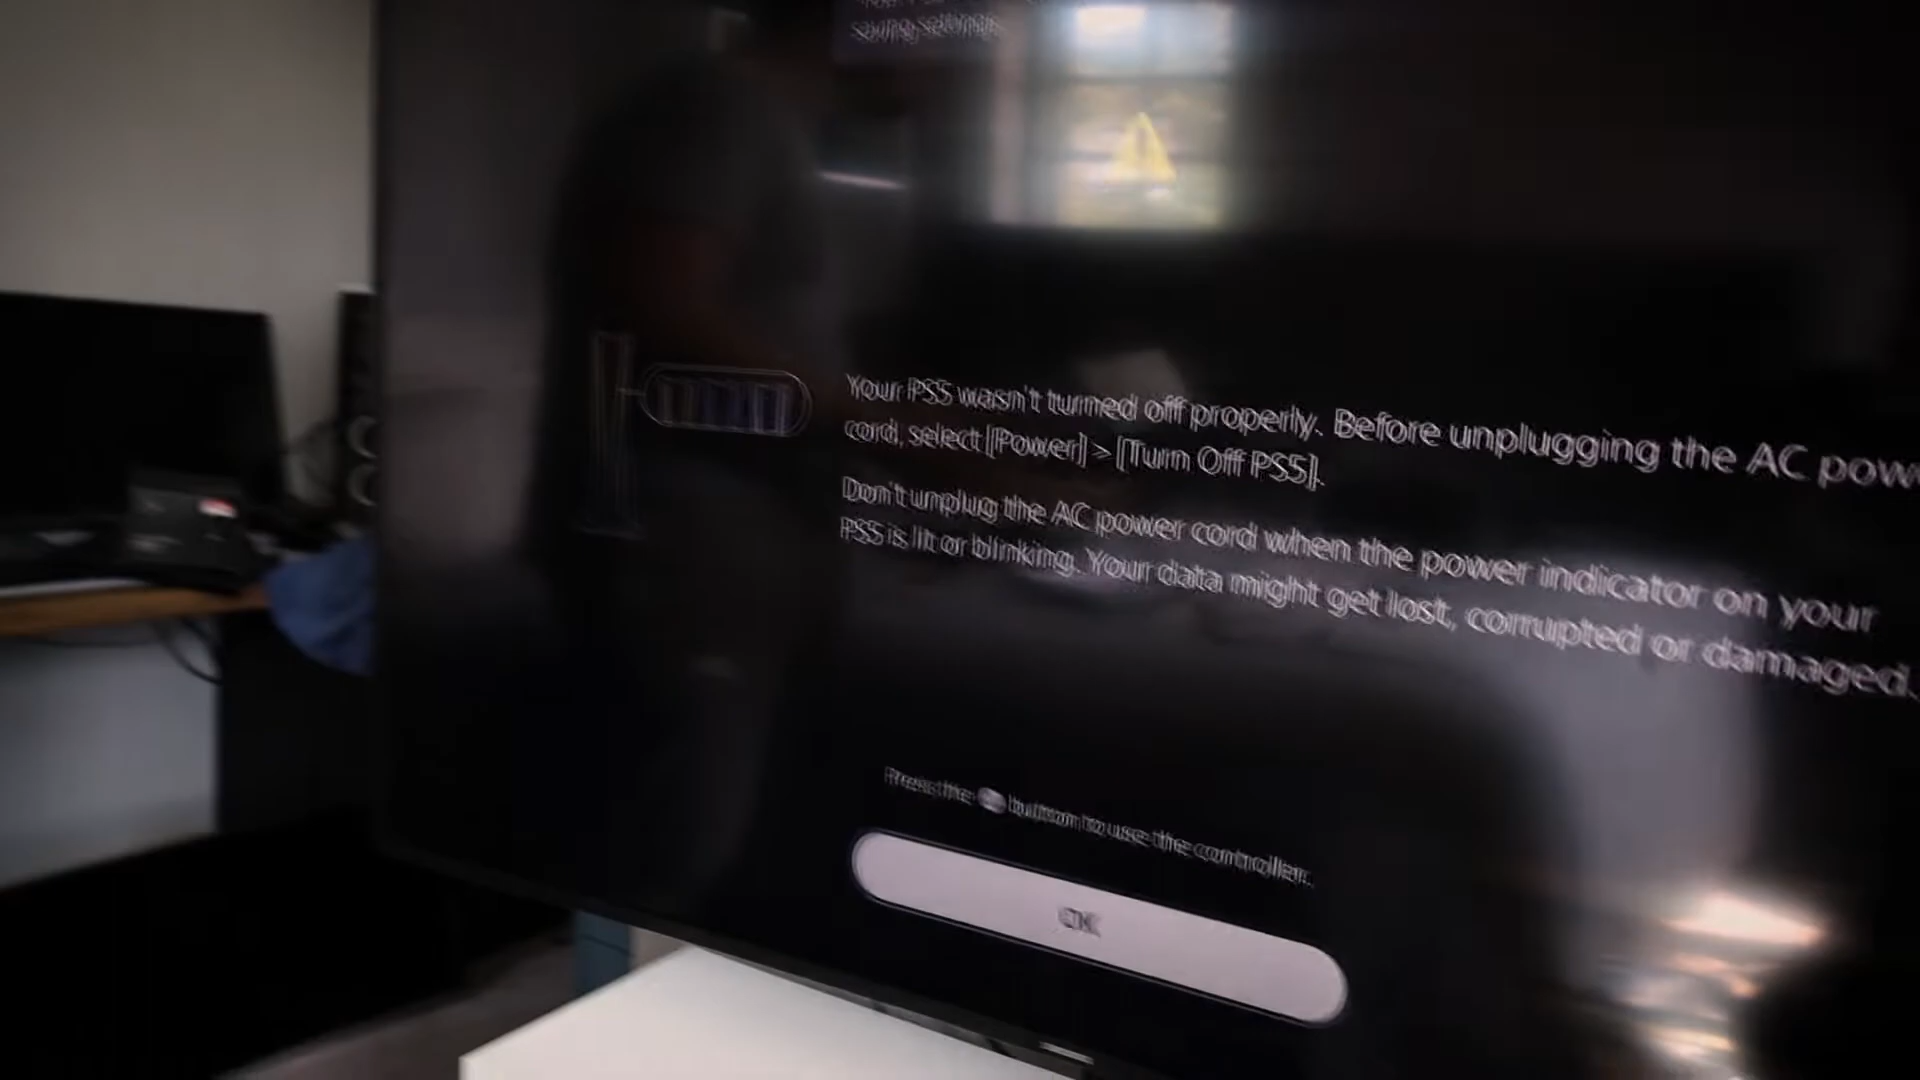 saving settings.
Your PS5 wasn't turned off properly. Before unplugging the AC
cord, select [Power] > [Turn Off PS5].
Don't unplug the AC power cord when the power indicator on your
PS5 is lit or blinking. Your data might get lost, corrupted or damaged.
Press the button to use the controller.
OK